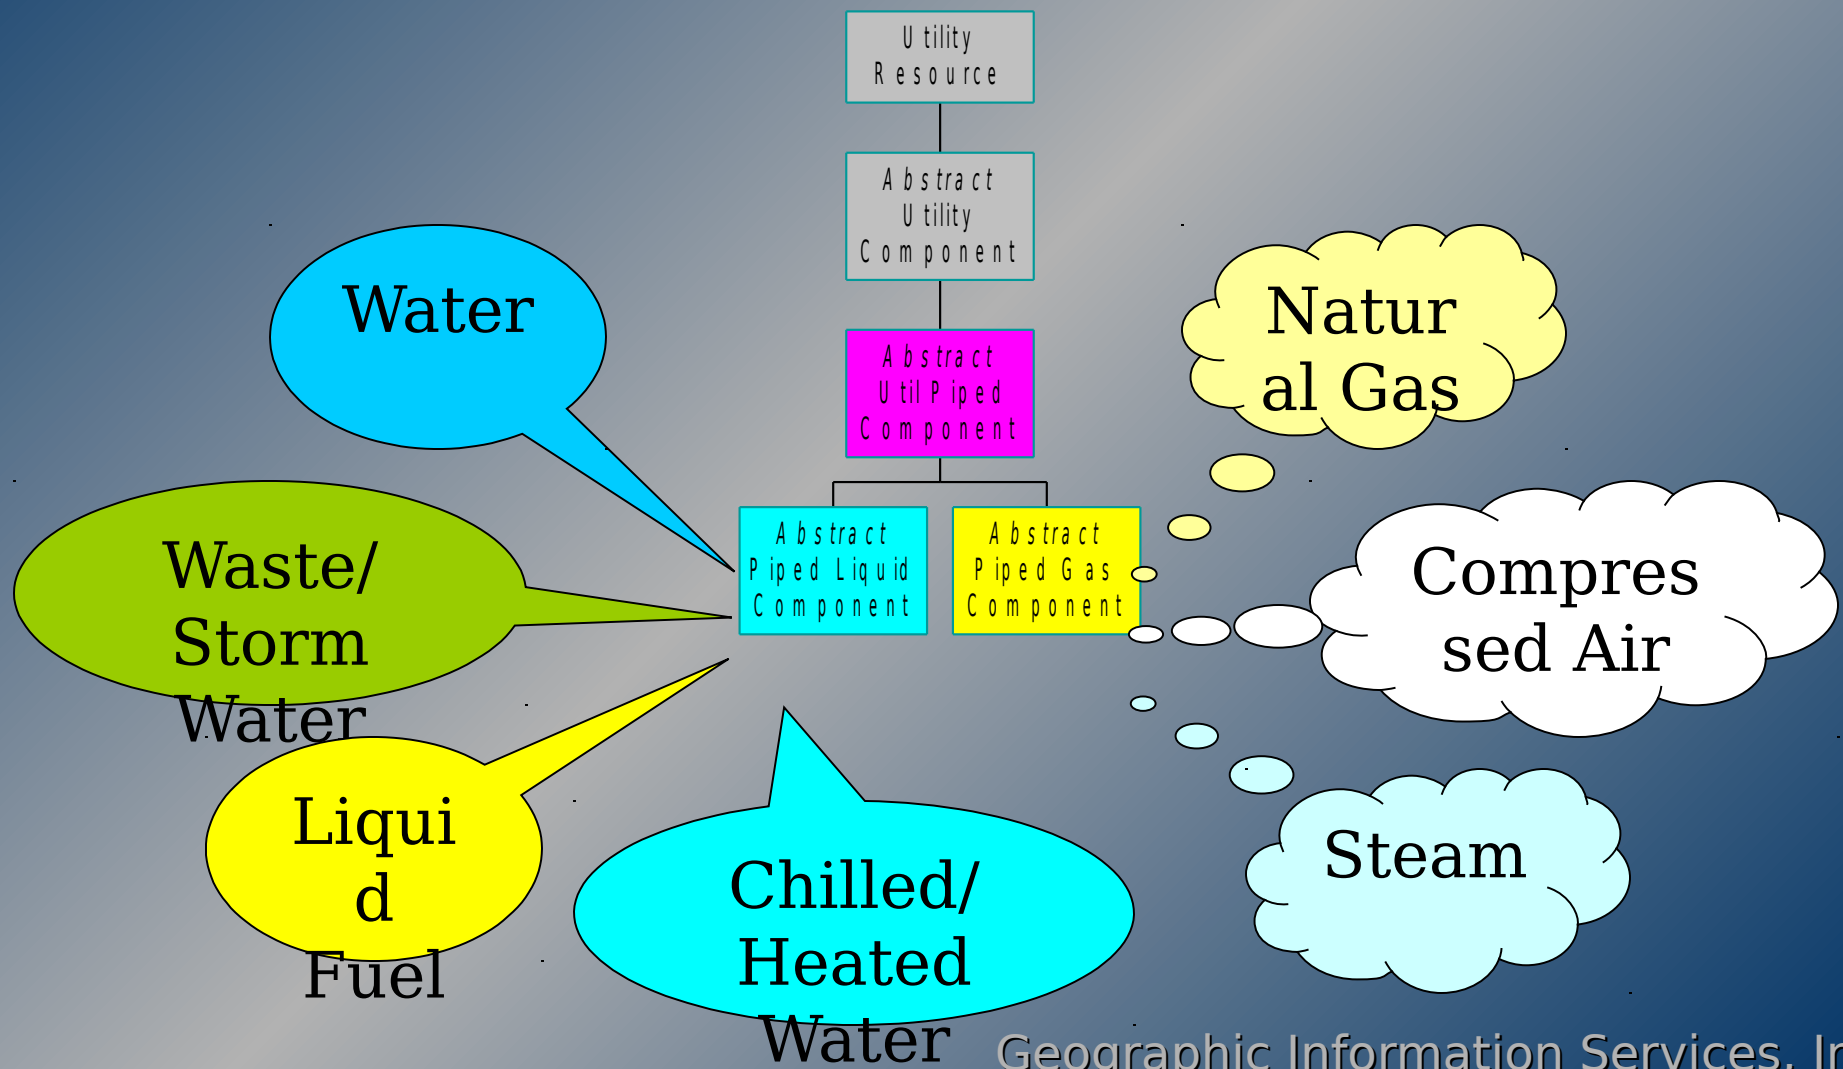 Utility
Resource
Abstract
Utility
Component
Abstract
Util Piped
Component
Abstract
Piped Liquid
Component
Abstract
Piped Gas
Component
Water
Waste/
Storm
Water
Liqui
d
Fuel
Chilled/
Heated
Water
Natur
al Gas
Compres
sed Air
Steam
Geographic Information Services,